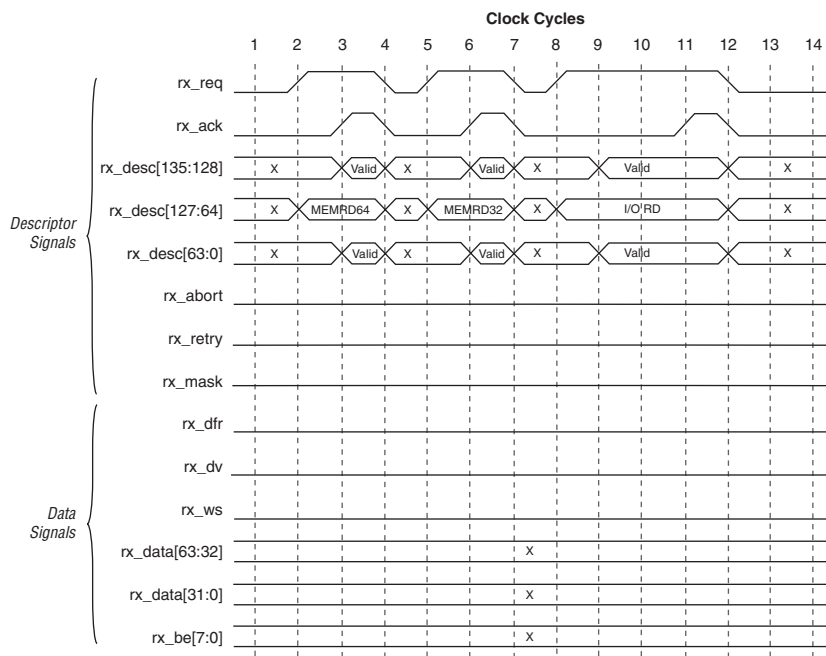 Clock Cycles
1 2 3 4 5 6 7 8 9 10 11 12 13 14
rx_req
rx_ack
rx_desc[135:128] X Valid X Valid X Valid X
rx_desc[127:64] X MEMRD64 X MEMRD32 X I/O RD X
rx_desc[63:0] X Valid X Valid X Valid X
rx_abort
rx_retry
rx_mask
Descriptor
Signals
rx_dfr
rx_dv
rx_ws
rx_data[63:32] X
rx_data[31:0] X
rx_be[7:0] X
Data
Signals